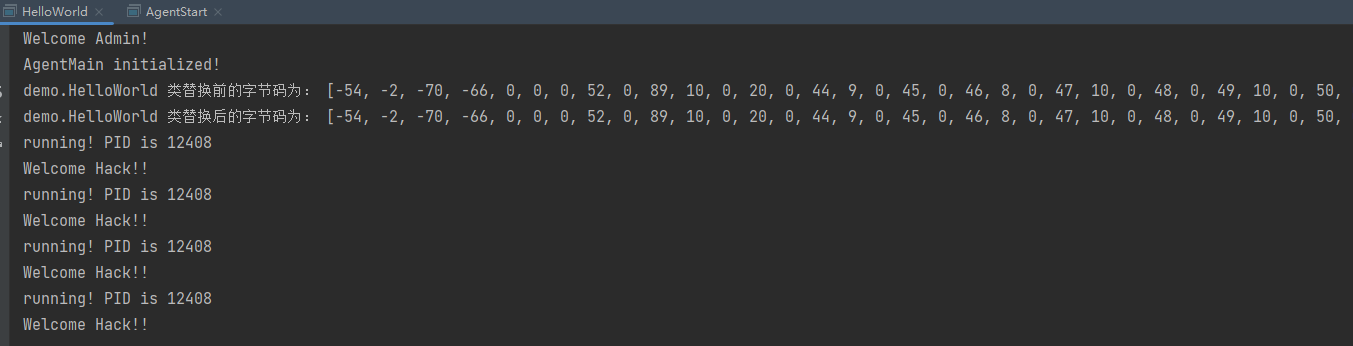 HelloWorld × AgentStart ×
Welcome Admin!
AgentMain initialized!
demo.HelloWorld 类替换前的字节码为: [-54, -2, -70, -66, 0, 0, 0, 52, 0, 89, 10, 0, 20, 0, 44, 9, 0, 45, 0, 46, 8, 0, 47, 10, 0, 48, 0, 49, 10, 0, 50,
demo.HelloWorld 类替换后的字节码为: [-54, -2, -70, -66, 0, 0, 0, 52, 0, 89, 10, 0, 20, 0, 44, 9, 0, 45, 0, 46, 8, 0, 47, 10, 0, 48, 0, 49, 10, 0, 50,
running! PID is 12408
Welcome Hack!!
running! PID is 12408
Welcome Hack!!
running! PID is 12408
Welcome Hack!!
running! PID is 12408
Welcome Hack!!